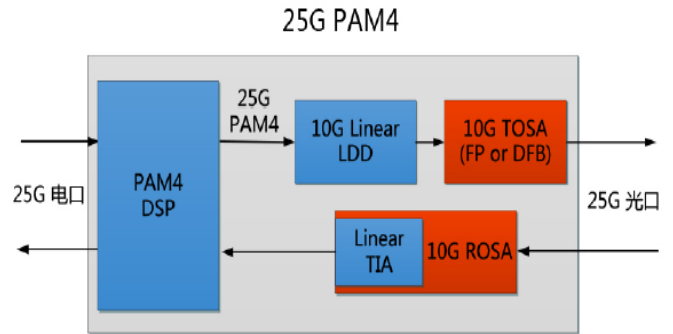 25G PAM4
25G
PAM4
10G Linear
LDD
10G TOSA
(FP or DFB)
25G 电口
PAM4
DSP
25G 光口
Linear
TIA
10G ROSA